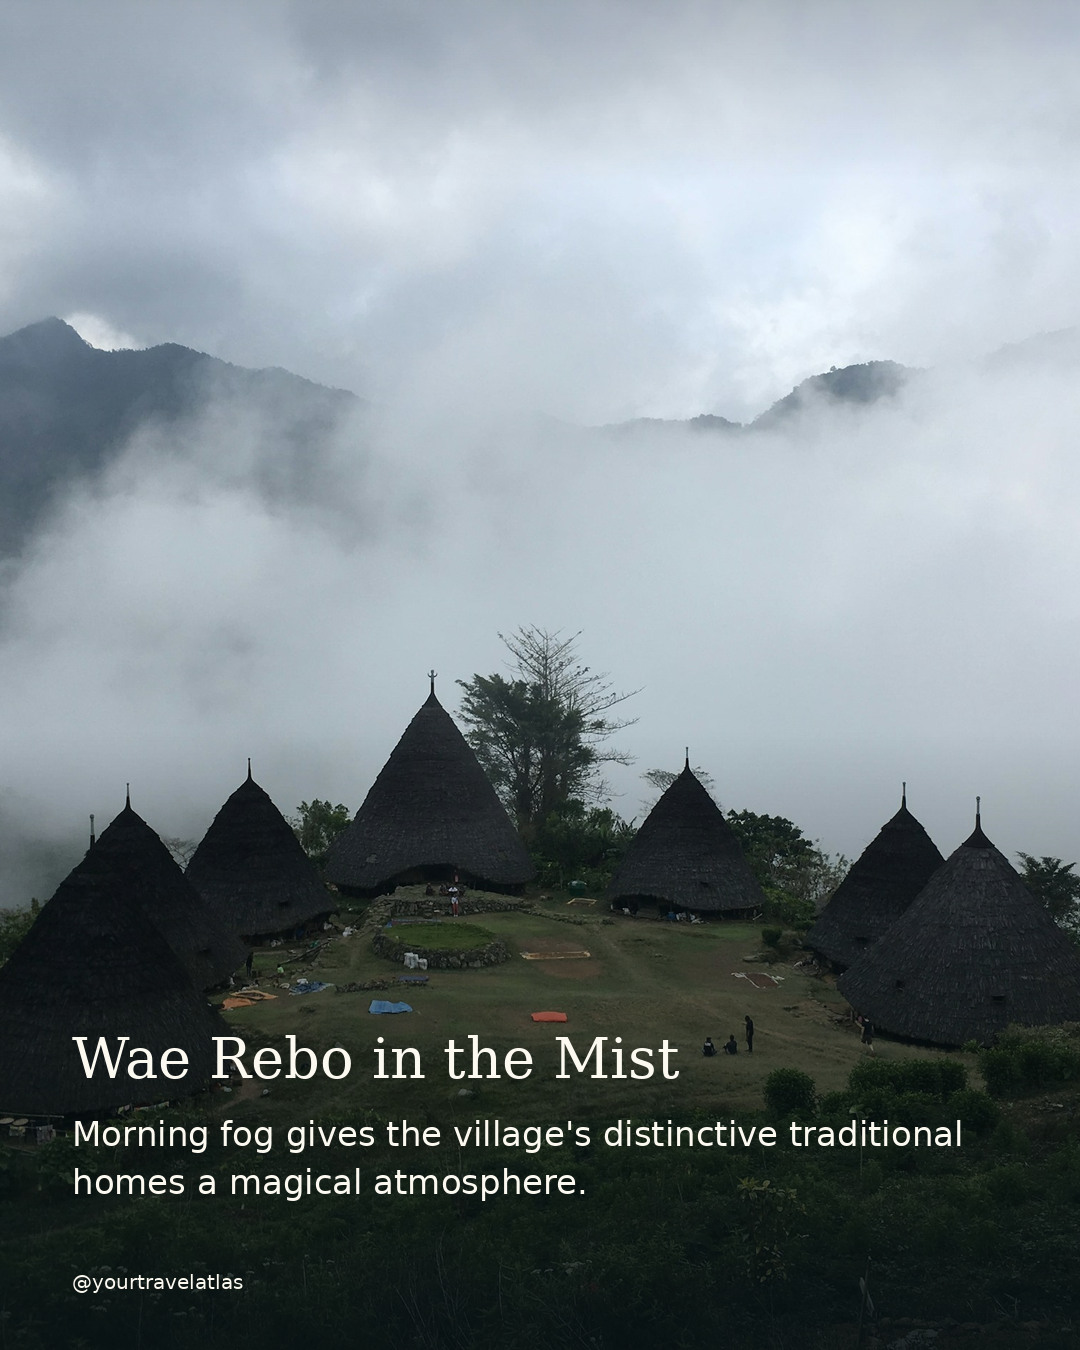 Wae Rebo in the Mist
Morning fog gives the village's distinctive traditional
homes a magical atmosphere.
@yourtravelatlas